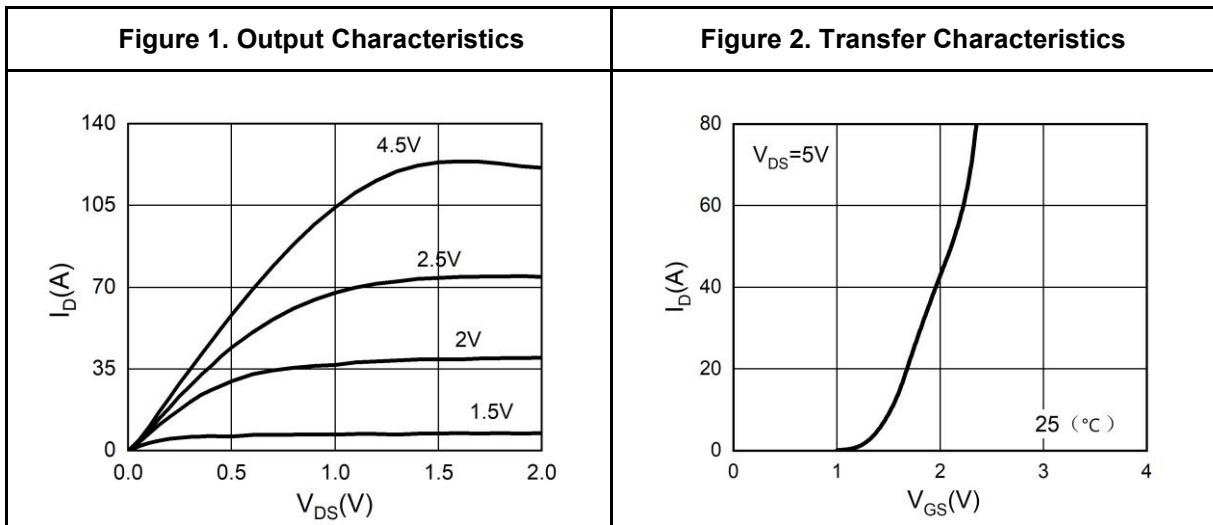 Figure 1. Output Characteristics
Figure 2. Transfer Characteristics
140
105
70
35
0
I_D(A)
4.5V
2.5V
2V
1.5V
0.0 0.5 1.0 1.5 2.0
V_DS(V)
80
60
40
20
0
I_D(A)
V_DS=5V
25（℃）
0 1 2 3 4
V_GS(V)